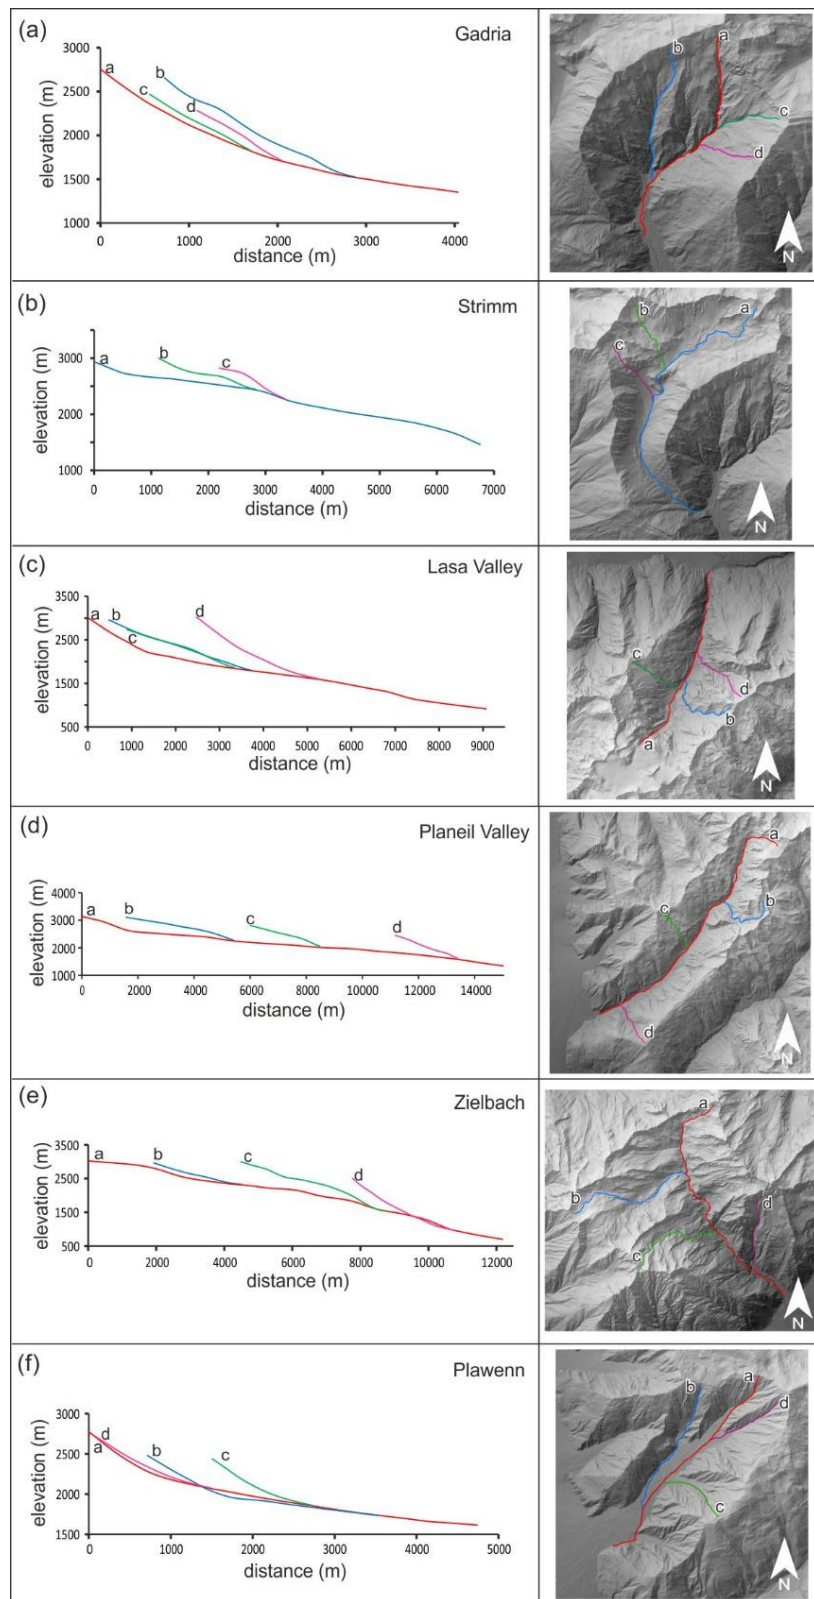 (a) Gadria
elevation (m)
3000
2500
2000
1500
1000
a b c d
0 1000 2000 3000 4000
distance (m)
a b c d
N
(b) Strimm
elevation (m)
3000
2000
1000
a b c
0 1000 2000 3000 4000 5000 6000 7000
distance (m)
a b c
N
(c) Lasa Valley
elevation (m)
3500
2500
1500
500
a b c d
0 1000 2000 3000 4000 5000 6000 7000 8000 9000
distance (m)
a b c d
N
(d) Planeil Valley
elevation (m)
4000
3000
2000
1000
a b c d
0 2000 4000 6000 8000 10000 12000 14000
distance (m)
a b c d
N
(e) Zielbach
elevation (m)
3500
2500
1500
500
a b c d
0 2000 4000 6000 8000 10000 12000
distance (m)
a b c d
N
(f) Plawenn
elevation (m)
3000
2500
2000
1500
d a b c
0 1000 2000 3000 4000 5000
distance (m)
a b c d
N